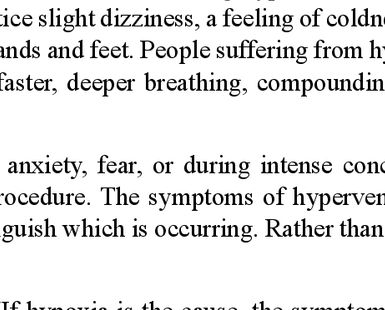 tice slight dizziness, a feeling of coldn
ands and feet. People suffering from hy
faster, deeper breathing, compoundin
anxiety, fear, or during intense conc
rocedure. The symptoms of hyperven
guish which is occurring. Rather than
If hypoxia is the cause, the symptom